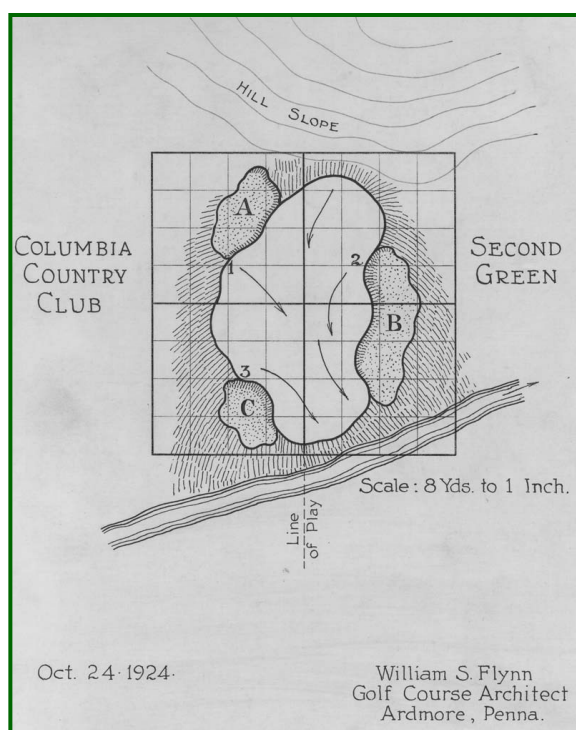 HILL SLOPE
COLUMBIA
COUNTRY
CLUB
SECOND
GREEN
A
1
2
B
3
C
Scale: 8 Yds. to 1 Inch.
Line
of Play
Oct. 24·1924·
William S. Flynn
Golf Course Architect
Ardmore, Penna.